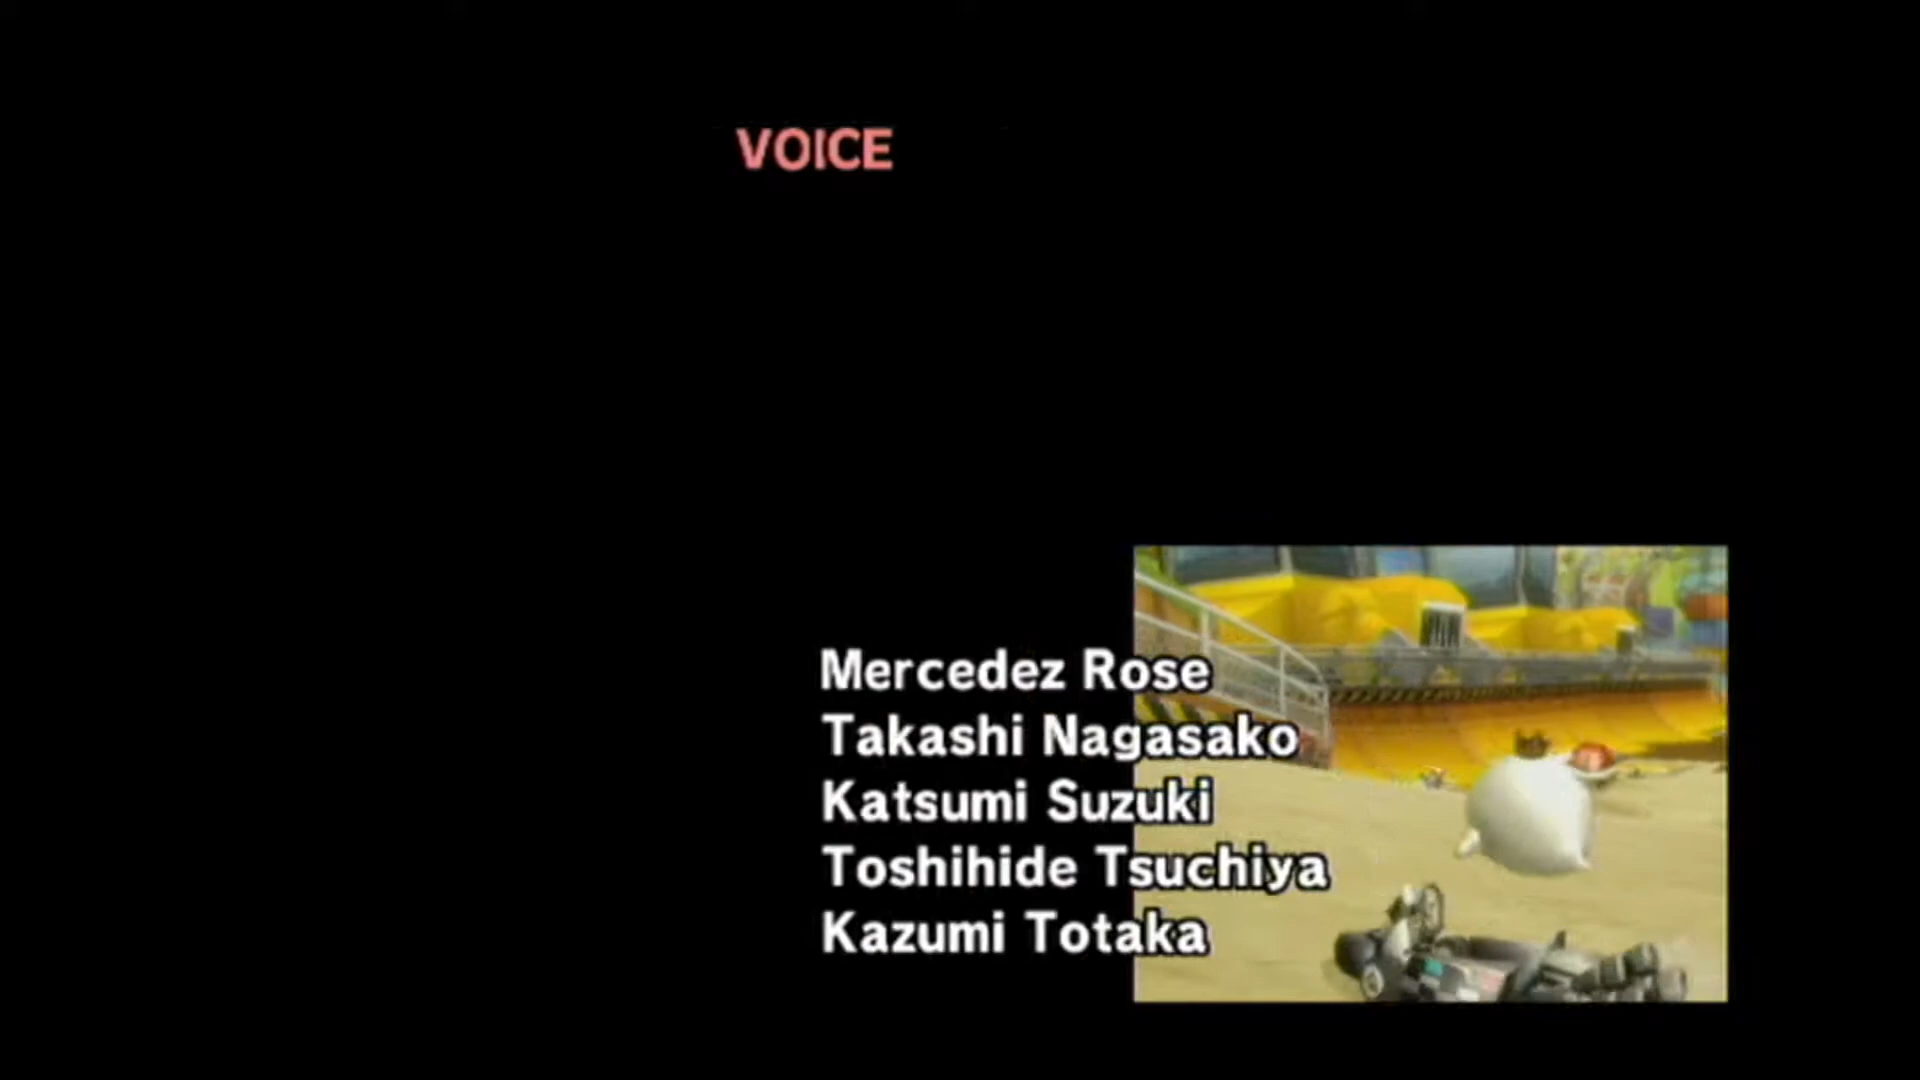 VOICE
Mercedez Rose
Takashi Nagasako
Katsumi Suzuki
Toshihide Tsuchiya
Kazumi Totaka